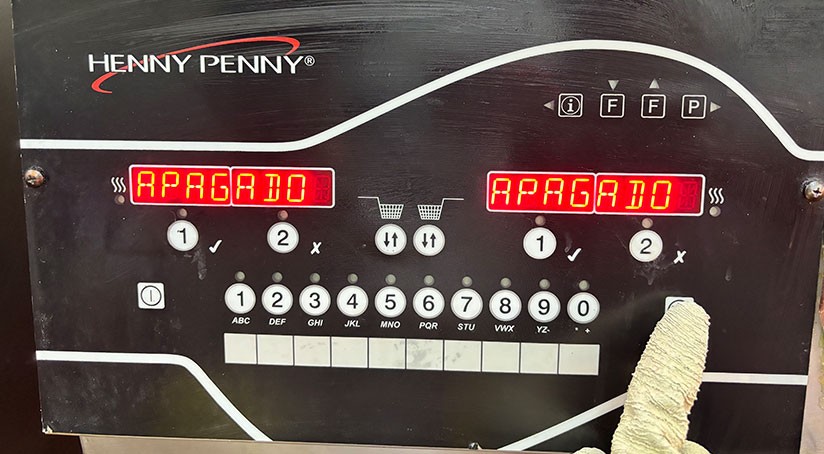 HENNY PENNY®
i F F P
APAGADO APAGADO
1 ✓ 2 ✗ 1 ✓ 2 ✗
1 2 3 4 5 6 7 8 9 0
ABC DEF GHI JKL MNO PQR STU VWX YZ- * +